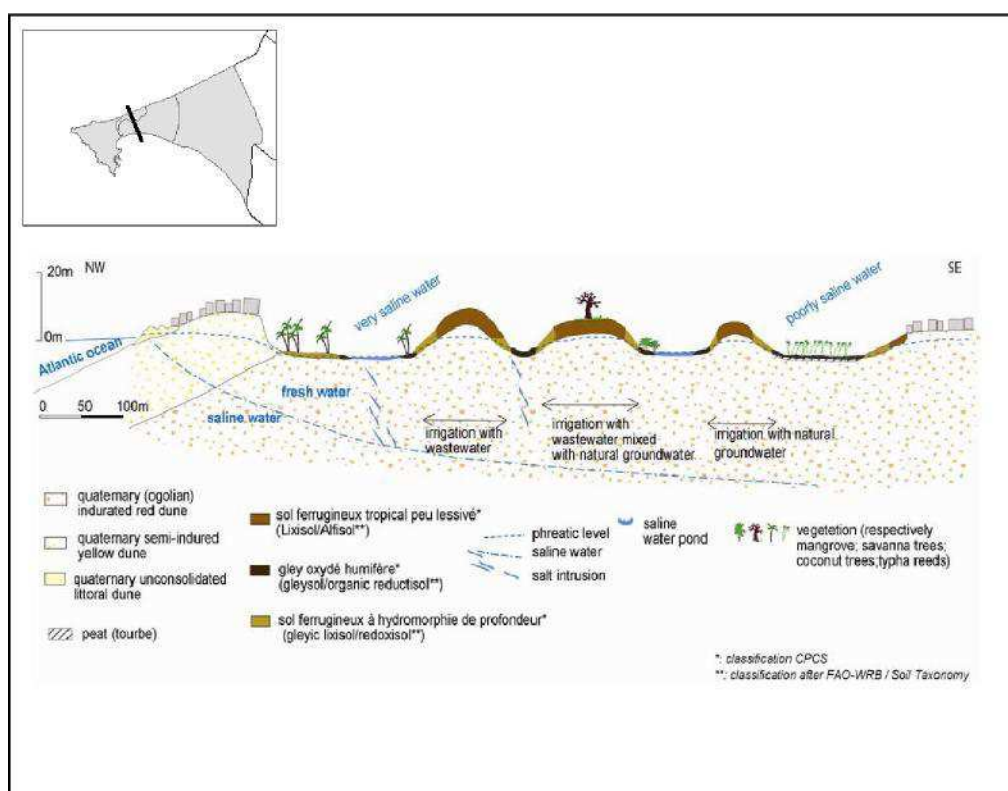 20m
NW
SE
very saline water
poorly saline water
0m
Atlantic ocean
fresh water
0 50 100m
saline water
irrigation with
wastewater
irrigation with
wastewater mixed
with natural groundwater
irrigation with natural
groundwater
quaternary (ogolian)
indurated red dune
quaternary semi-indured
yellow dune
quaternary unconsolidated
littoral dune
peat (tourbe)
sol ferrugineux tropical peu lessivé*
(Lixisol/Alfisol**)
gley oxydé humifère*
(gleysol/organic reductisol**)
sol ferrugineux à hydromorphie de profondeur*
(gleyic lixisol/redoxisol**)
phreatic level
saline water
salt intrusion
saline
water pond
vegetetion (respectively
mangrove; savanna trees;
coconut trees;typha reeds)
*: classification CPCS
**: classification after FAO-WRB / Soil Taxonomy